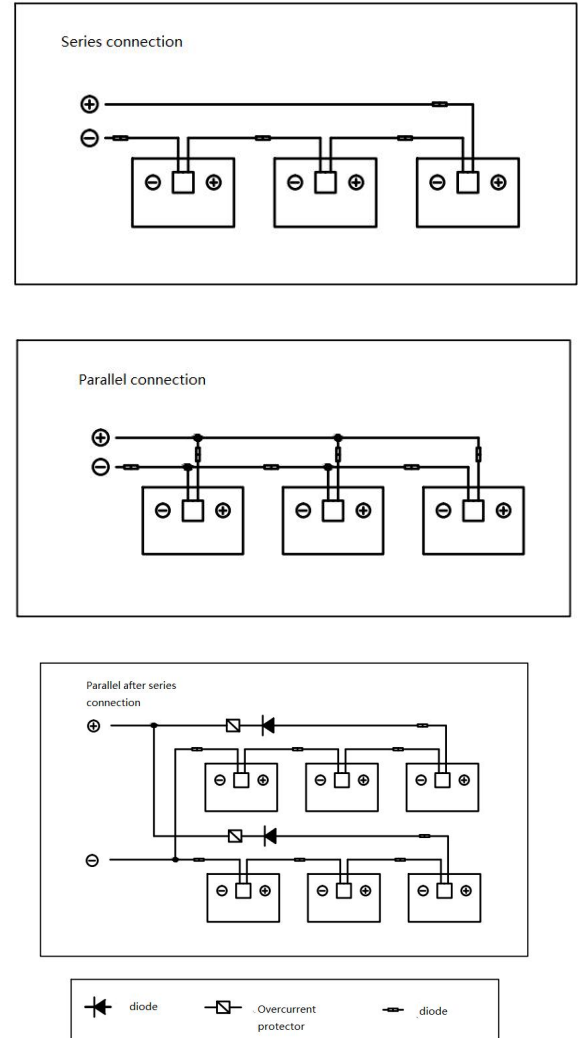 Series connection
Parallel connection
Parallel after series
connection
diode
Overcurrent
protector
diode